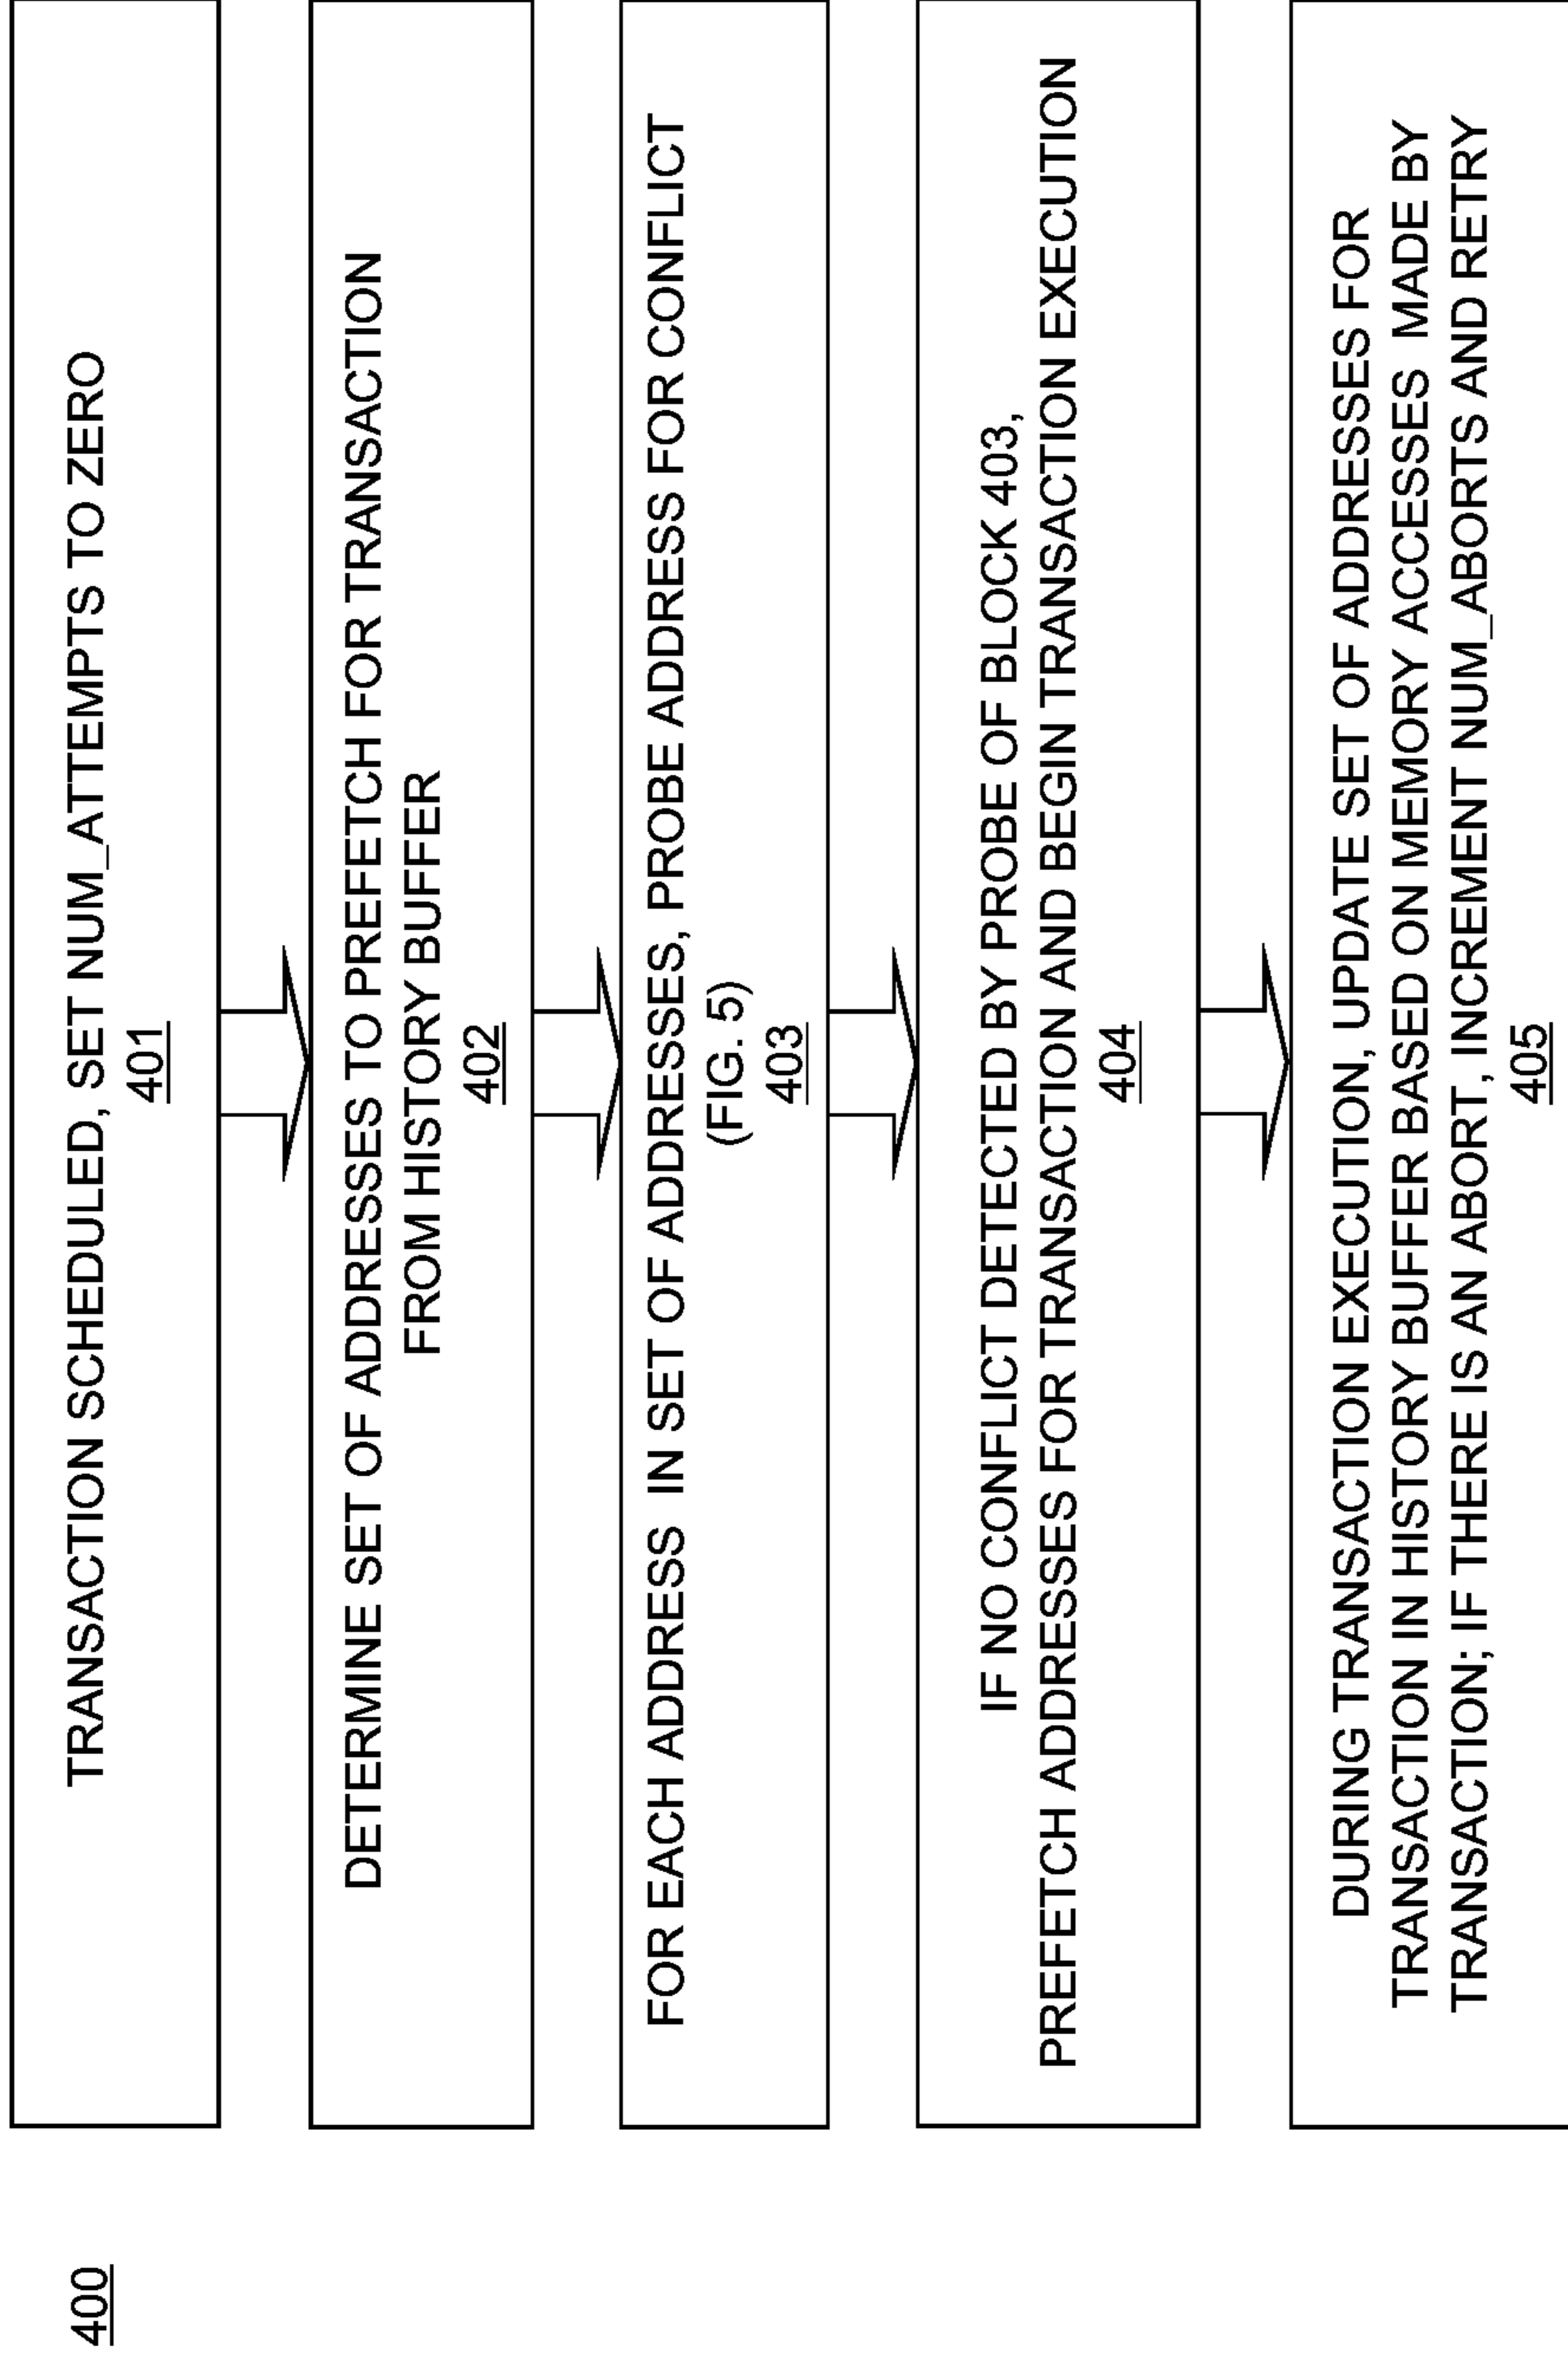 400
TRANSACTION SCHEDULED, SET NUM_ATTEMPTS TO ZERO
401
DETERMINE SET OF ADDRESSES TO PREFETCH FOR TRANSACTION
FROM HISTORY BUFFER
402
FOR EACH ADDRESS IN SET OF ADDRESSES, PROBE ADDRESS FOR CONFLICT
(FIG. 5)
403
IF NO CONFLICT DETECTED BY PROBE OF BLOCK 403,
PREFETCH ADDRESSES FOR TRANSACTION AND BEGIN TRANSACTION EXECUTION
404
DURING TRANSACTION EXECUTION, UPDATE SET OF ADDRESSES FOR
TRANSACTION IN HISTORY BUFFER BASED ON MEMORY ACCESSES MADE BY
TRANSACTION; IF THERE IS AN ABORT, INCREMENT NUM_ABORTS AND RETRY
405